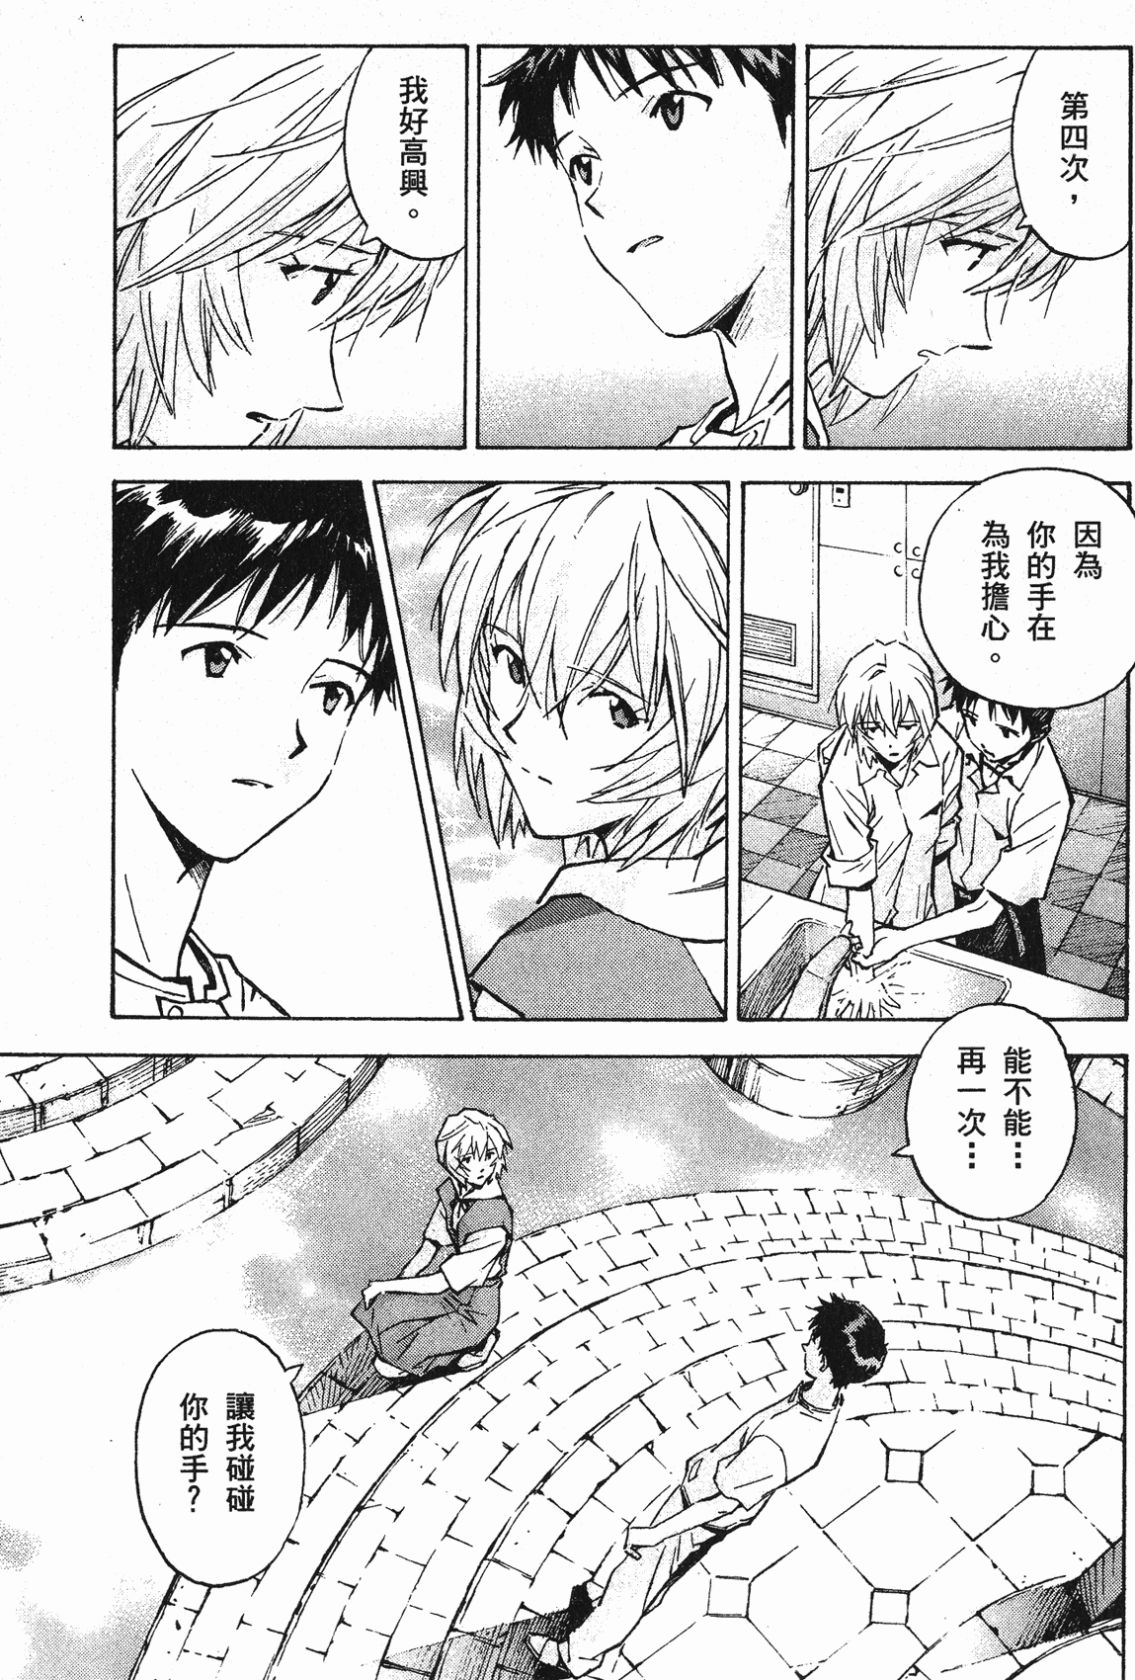 第四次，
我好高興。
因為
你的手在
為我擔心。
能不能…
再一次…
讓我碰碰
你的手?